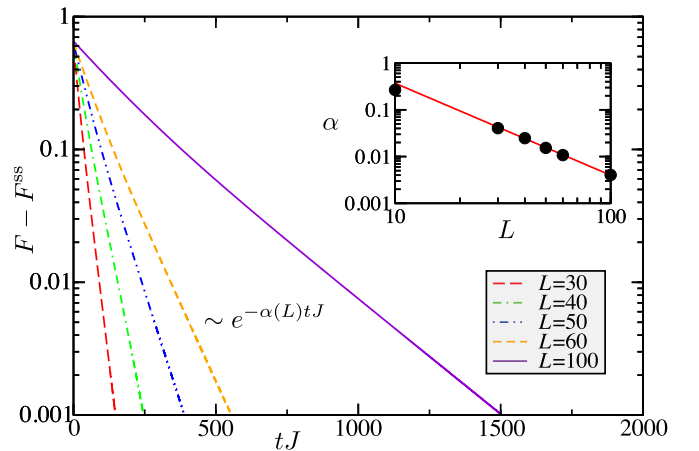 1
0.1
0.01
0.001
F − F^ss
0 500 1000 1500 2000
tJ
∼ e^−α(L)tJ
1
0.1
0.01
0.001
α
10 100
L
L=30
L=40
L=50
L=60
L=100